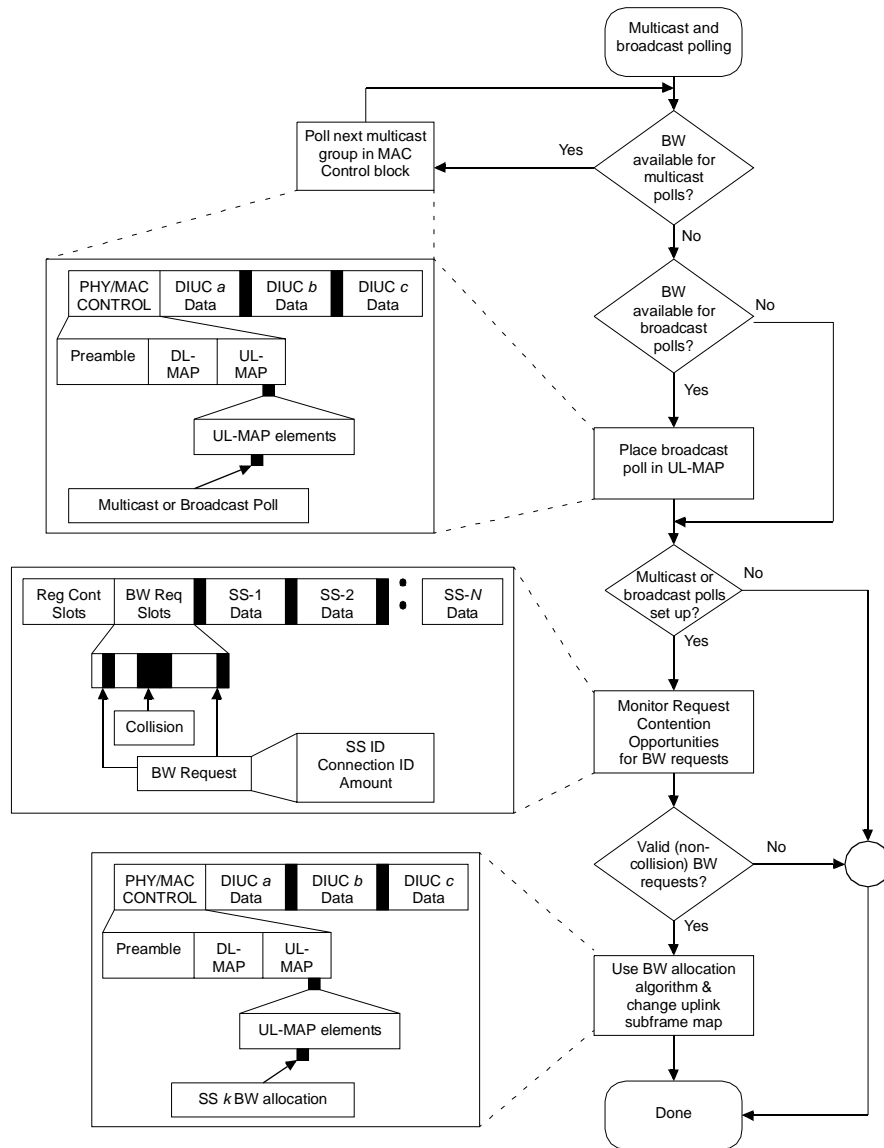 Multicast and
broadcast polling
Poll next multicast
group in MAC
Control block
Yes
BW
available for
multicast
polls?
No
PHY/MAC
CONTROL
DIUC a
Data
DIUC b
Data
DIUC c
Data
Preamble
DL-
MAP
UL-
MAP
UL-MAP elements
Multicast or Broadcast Poll
BW
available for
broadcast
polls?
No
Yes
Place broadcast
poll in UL-MAP
Reg Cont
Slots
BW Req
Slots
SS-1
Data
SS-2
Data
SS-N
Data
Collision
BW Request
SS ID
Connection ID
Amount
Multicast or
broadcast polls
set up?
No
Yes
Monitor Request
Contention
Opportunities
for BW requests
Valid (non-
collision) BW
requests?
No
Yes
PHY/MAC
CONTROL
DIUC a
Data
DIUC b
Data
DIUC c
Data
Preamble
DL-
MAP
UL-
MAP
UL-MAP elements
SS k BW allocation
Use BW allocation
algorithm &
change uplink
subframe map
Done